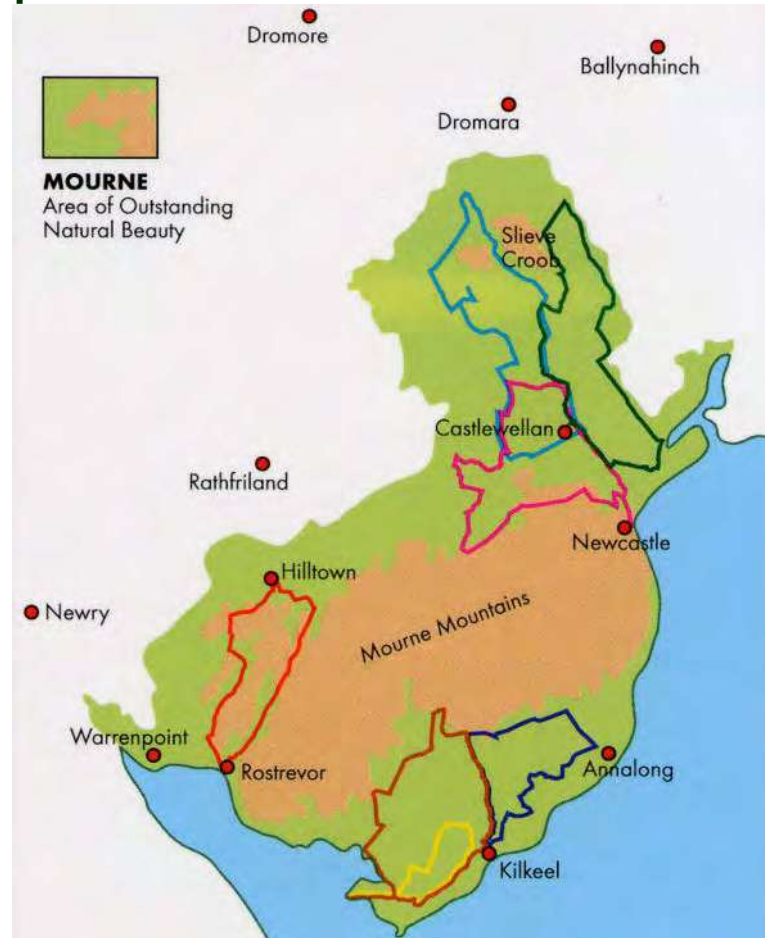 Dromore
Ballynahinch
Dromara
MOURNE
Area of Outstanding
Natural Beauty
Slieve
Croob
Castlewellan
Rathfriland
Newcastle
Hilltown
Newry
Mourne Mountains
Warrenpoint
Rostrevor
Annalong
Kilkeel